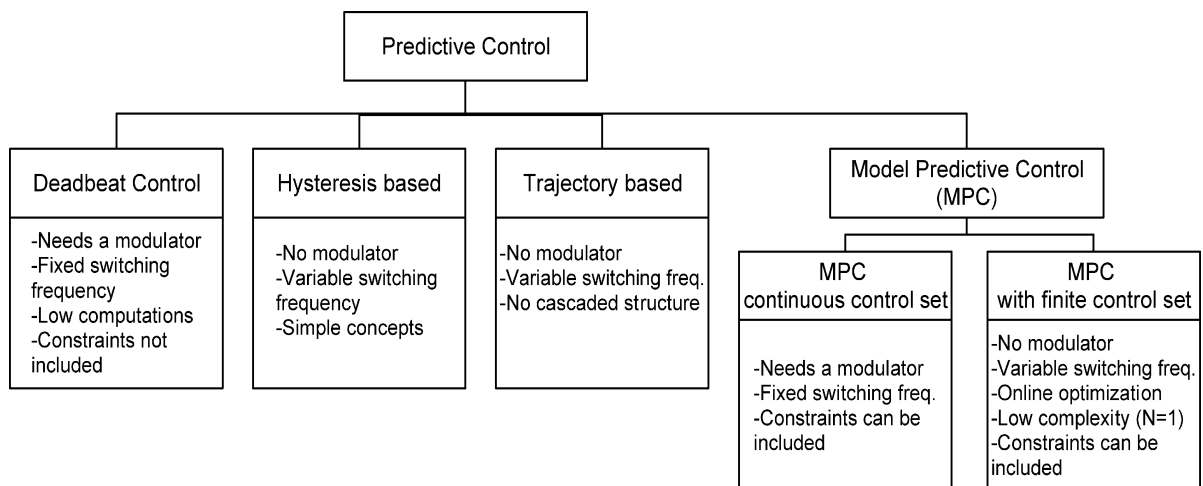 Predictive Control
Deadbeat Control
-Needs a modulator
-Fixed switching
frequency
-Low computations
-Constraints not
included
Hysteresis based
-No modulator
-Variable switching
frequency
-Simple concepts
Trajectory based
-No modulator
-Variable switching freq.
-No cascaded structure
Model Predictive Control
(MPC)
MPC
continuous control set
-Needs a modulator
-Fixed switching freq.
-Constraints can be
included
MPC
with finite control set
-No modulator
-Variable switching freq.
-Online optimization
-Low complexity (N=1)
-Constraints can be
included